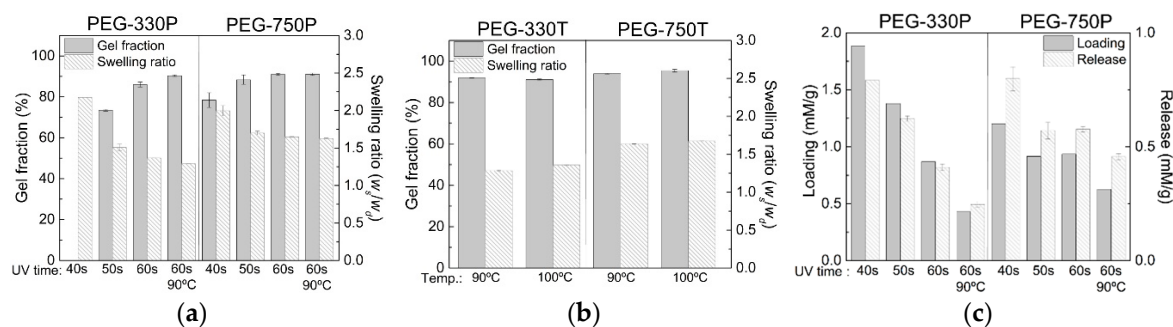 PEG-330P PEG-750P
Gel fraction
Swelling ratio
Gel fraction (%)
100
80
60
40
20
0
3.0
2.5
2.0
1.5
1.0
0.5
0.0
Swelling ratio (ws/wd)
UV time: 40s 50s 60s 60s 40s 50s 60s 60s
90ºC 90ºC
(a)
PEG-330T PEG-750T
Gel fraction
Swelling ratio
Gel fraction (%)
100
80
60
40
20
0
3.0
2.5
2.0
1.5
1.0
0.5
0.0
Swelling ratio (ws/wd)
Temp.: 90ºC 100ºC 90ºC 100ºC
(b)
PEG-330P PEG-750P
Loading
Release
Loading (mM/g)
2.0
1.5
1.0
0.5
0.0
1.0
0.5
0.0
Release (mM/g)
UV time : 40s 50s 60s 60s 40s 50s 60s 60s
90ºC 90ºC
(c)